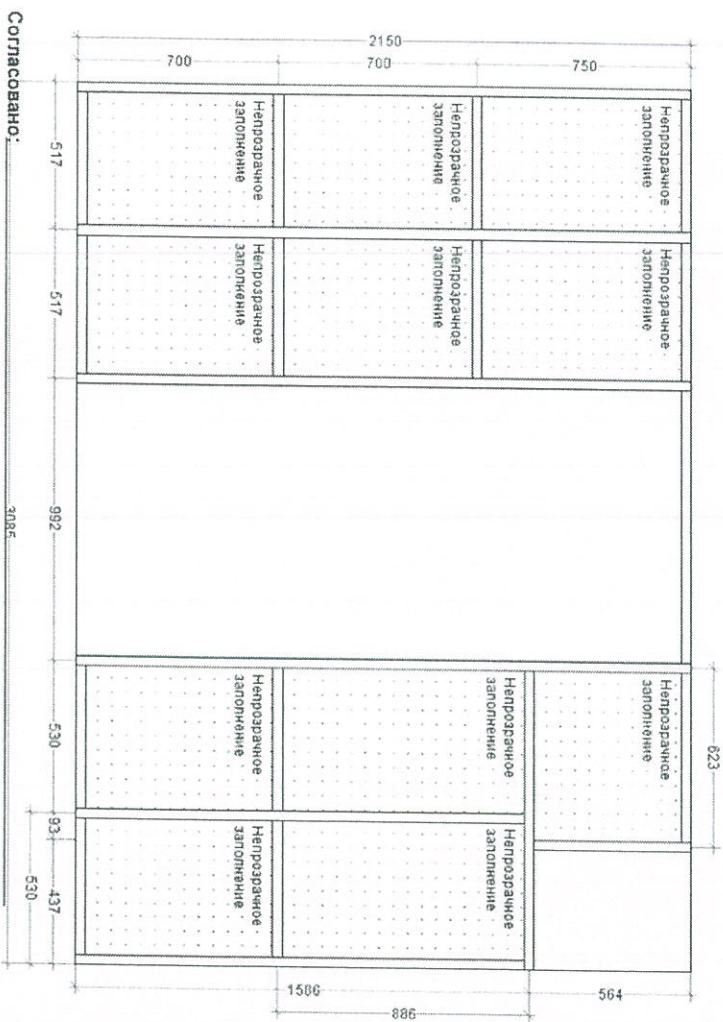 2150
700
700
750
Непрозрачное
заполнение
Непрозрачное
заполнение
Непрозрачное
заполнение
Непрозрачное
заполнение
Непрозрачное
заполнение
Непрозрачное
заполнение
Непрозрачное
заполнение
Непрозрачное
заполнение
Непрозрачное
заполнение
Непрозрачное
заполнение
Непрозрачное
заполнение
623
564
1586
886
517
517
992
530
93
437
530
3085
Согласовано: